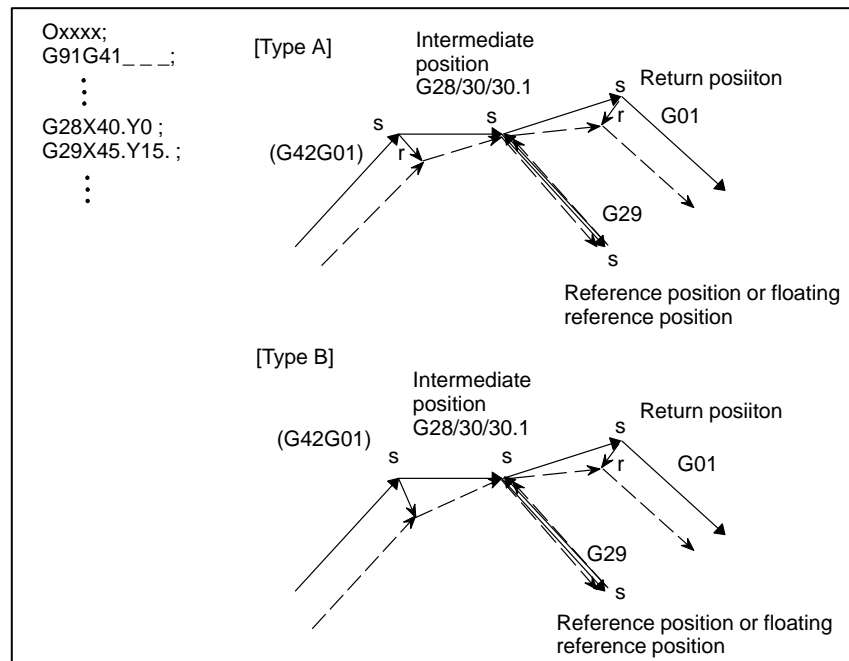 Oxxxx;
G91G41_ _ _;
G28X40.Y0 ;
G29X45.Y15. ;
[Type A]
Intermediate
position
G28/30/30.1
s
s
s
Return posiiton
r
G01
(G42G01)
r
G29
s
Reference position or floating
reference position
[Type B]
Intermediate
position
G28/30/30.1
(G42G01)
s
s
s
Return posiiton
r
G01
G29
s
Reference position or floating
reference position